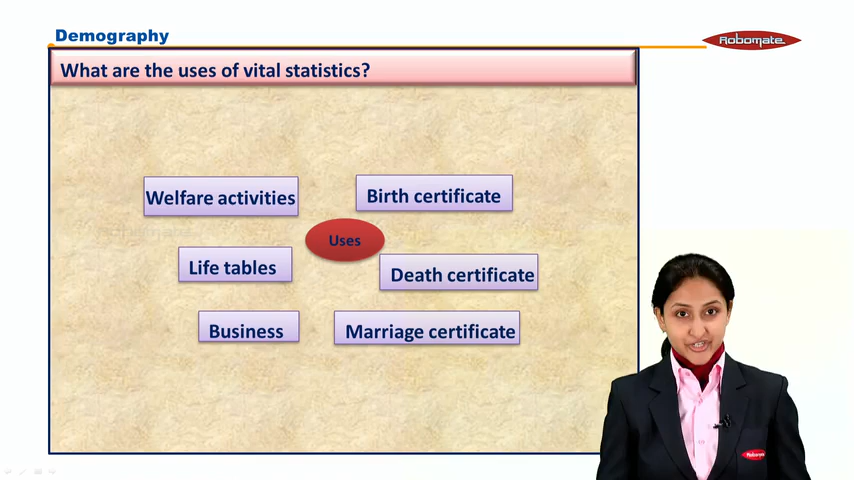 Demography
Robomate
What are the uses of vital statistics?
Welfare activities
Birth certificate
Uses
Life tables
Death certificate
Business
Marriage certificate
Robomate